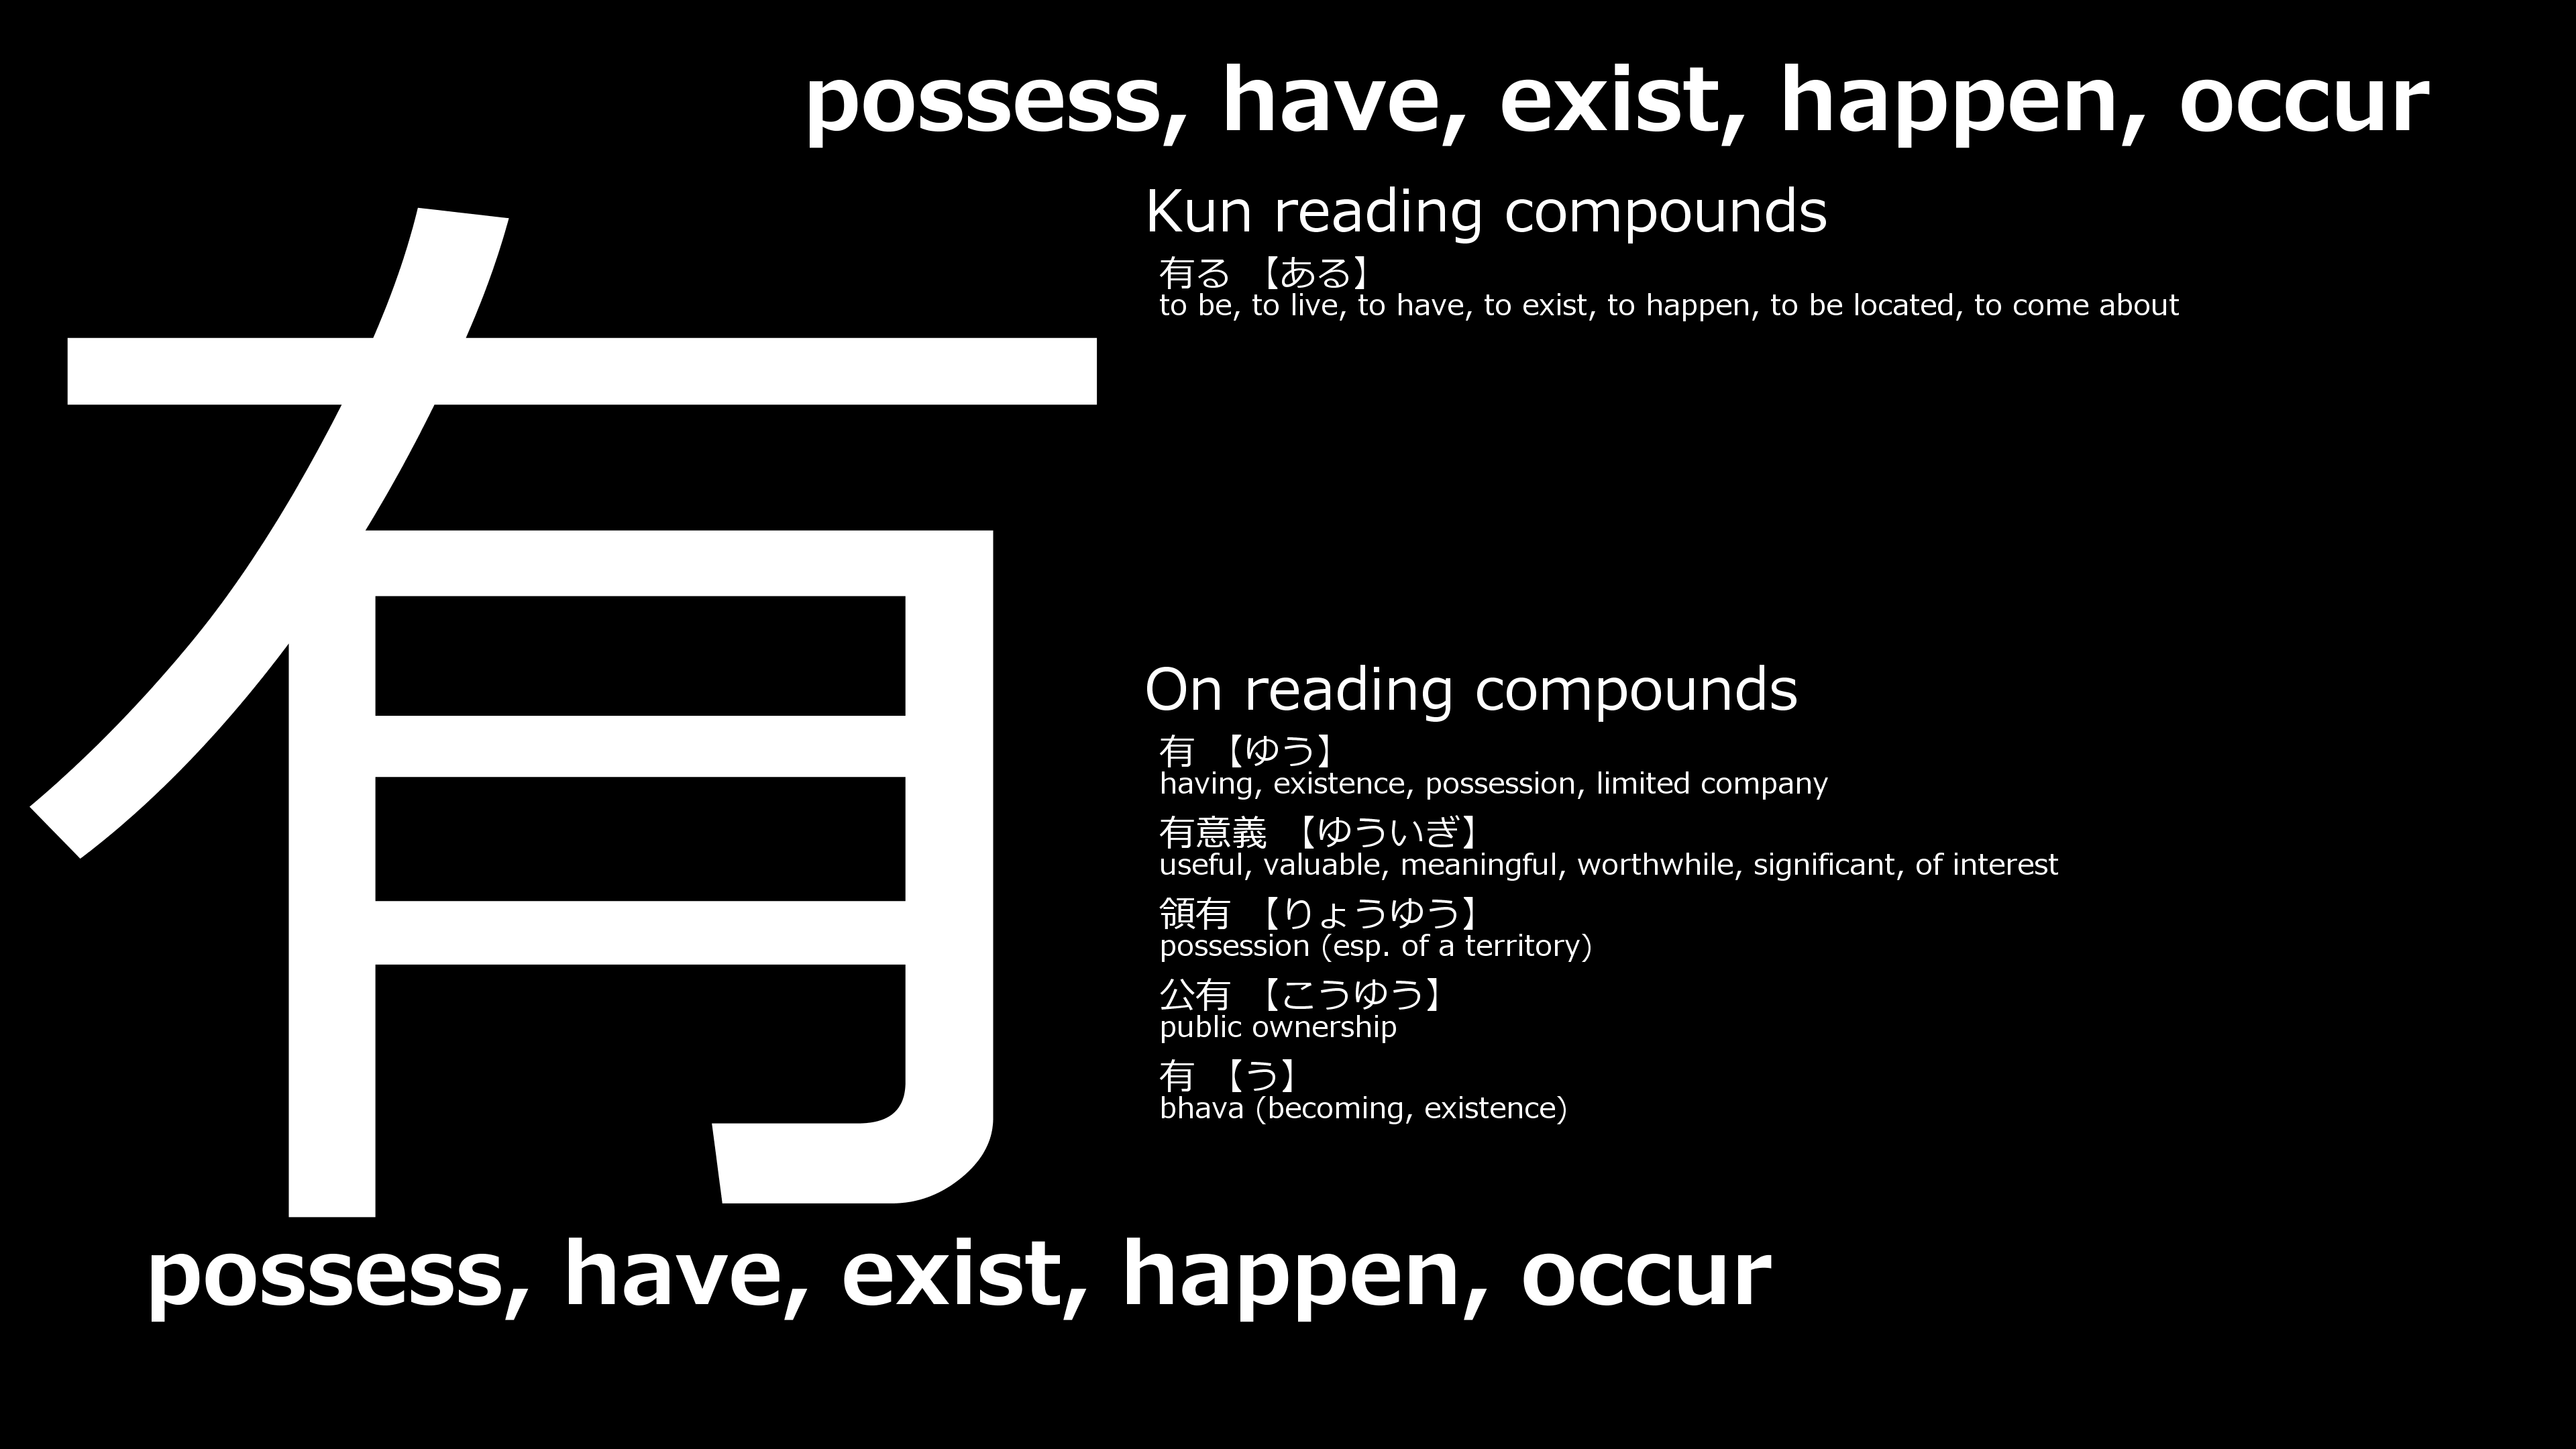 possess, have, exist, happen, occur
有
Kun reading compounds
有る 【ある】
to be, to live, to have, to exist, to happen, to be located, to come about
On reading compounds
有 【ゆう】
having, existence, possession, limited company
有意義 【ゆういぎ】
useful, valuable, meaningful, worthwhile, significant, of interest
領有 【りょうゆう】
possession (esp. of a territory)
公有 【こうゆう】
public ownership
有 【う】
bhava (becoming, existence)
possess, have, exist, happen, occur